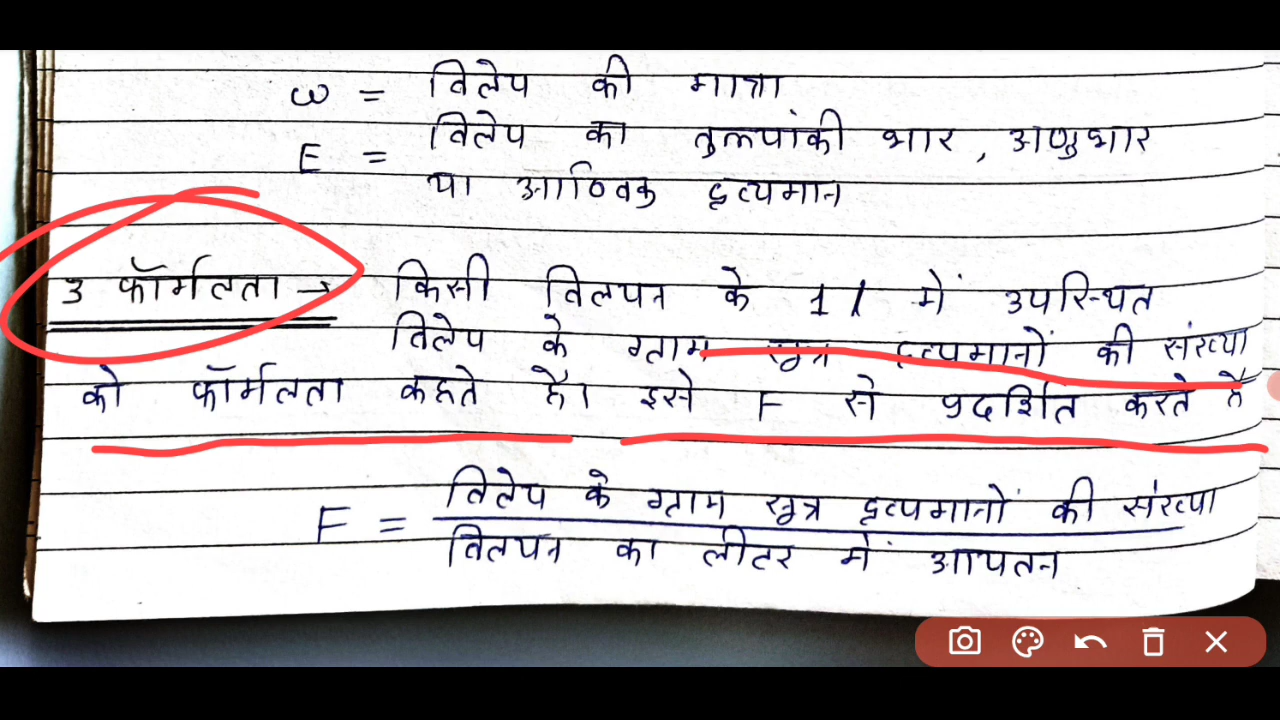 ω = विलेय की मात्रा
E = विलेय का तुल्यांकी भार, अणुभार
या आण्विक द्रव्यमान
3 फॉर्मलता → किसी विलयन के 1 l में उपस्थित
विलेय के ग्राम सूत्र द्रव्यमानों की संख्या
को फॉर्मलता कहते हैं। इसे F से प्रदर्शित करते हैं
F = विलेय के ग्राम सूत्र द्रव्यमानों की संख्या
विलयन का लीटर में आयतन